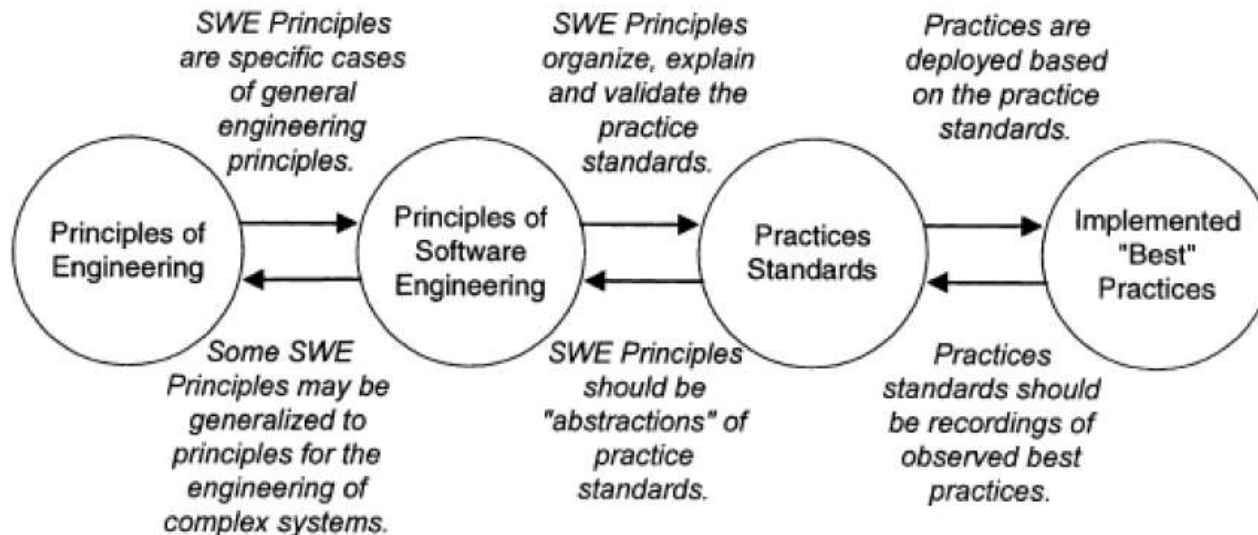 SWE Principles
are specific cases
of general
engineering
principles.
SWE Principles
organize, explain
and validate the
practice
standards.
Practices are
deployed based
on the practice
standards.
Principles of
Engineering
Principles of
Software
Engineering
Practices
Standards
Implemented
"Best"
Practices
Some SWE
Principles may be
generalized to
principles for the
engineering of
complex systems.
SWE Principles
should be
"abstractions" of
practice
standards.
Practices
standards should
be recordings of
observed best
practices.